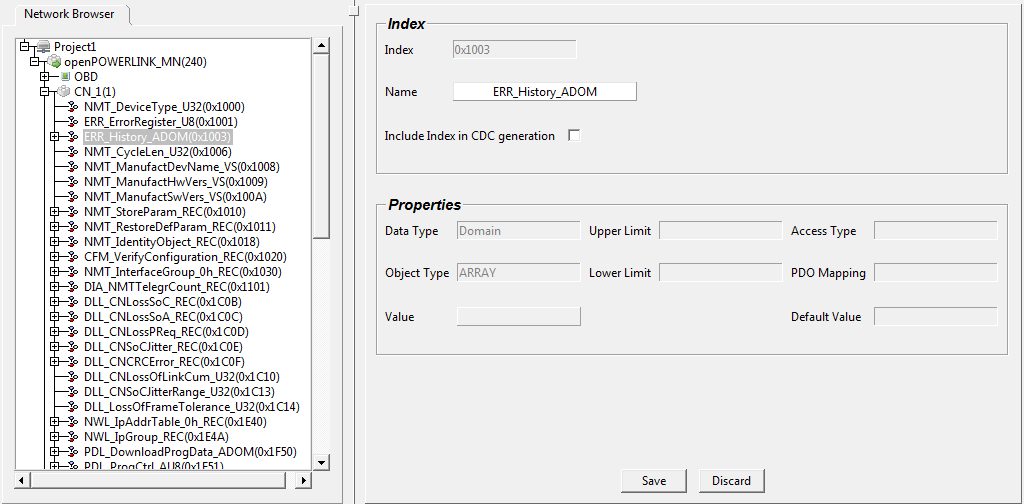 Network Browser
Project1
openPOWERLINK_MN(240)
OBD
CN_1(1)
NMT_DeviceType_U32(0x1000)
ERR_ErrorRegister_U8(0x1001)
ERR_History_ADOM(0x1003)
NMT_CycleLen_U32(0x1006)
NMT_ManufactDevName_VS(0x1008)
NMT_ManufactHwVers_VS(0x1009)
NMT_ManufactSwVers_VS(0x100A)
NMT_StoreParam_REC(0x1010)
NMT_RestoreDefParam_REC(0x1011)
NMT_IdentityObject_REC(0x1018)
CFM_VerifyConfiguration_REC(0x1020)
NMT_InterfaceGroup_0h_REC(0x1030)
DIA_NMTTelegrCount_REC(0x1101)
DLL_CNLossSoC_REC(0x1C0B)
DLL_CNLossSoA_REC(0x1C0C)
DLL_CNLossPReq_REC(0x1C0D)
DLL_CNSoCJitter_REC(0x1C0E)
DLL_CNCRCError_REC(0x1C0F)
DLL_CNLossOfLinkCum_U32(0x1C10)
DLL_CNSoCJitterRange_U32(0x1C13)
DLL_LossOfFrameTolerance_U32(0x1C14)
NWL_IpAddrTable_0h_REC(0x1E40)
NWL_IpGroup_REC(0x1E4A)
PDL_DownloadProgData_ADOM(0x1F50)
PDL_ProgCtrl_AU8(0x1F51)
Index
Index 0x1003
Name ERR_History_ADOM
Include Index in CDC generation
Properties
Data Type Domain Upper Limit Access Type
Object Type ARRAY Lower Limit PDO Mapping
Value Default Value
Save Discard